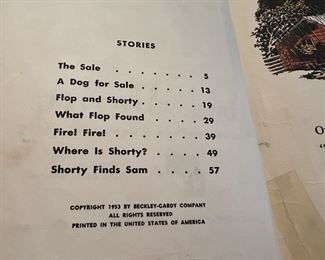 STORIES
The Sale . . . . . . . 5
A Dog for Sale . . . . . 13
Flop and Shorty . . . . 19
What Flop Found . . . . 29
Fire! Fire! . . . . . . 39
Where Is Shorty? . . . . 49
Shorty Finds Sam . . . . 57
COPYRIGHT 1953 BY BECKLEY-CARDY COMPANY
ALL RIGHTS RESERVED
PRINTED IN THE UNITED STATES OF AMERICA